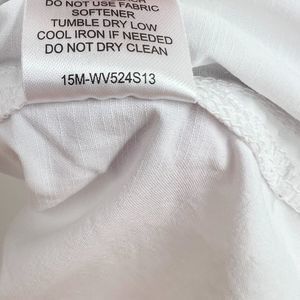 DO NOT USE FABRIC
SOFTENER
TUMBLE DRY LOW
COOL IRON IF NEEDED
DO NOT DRY CLEAN
15M-WV524S13